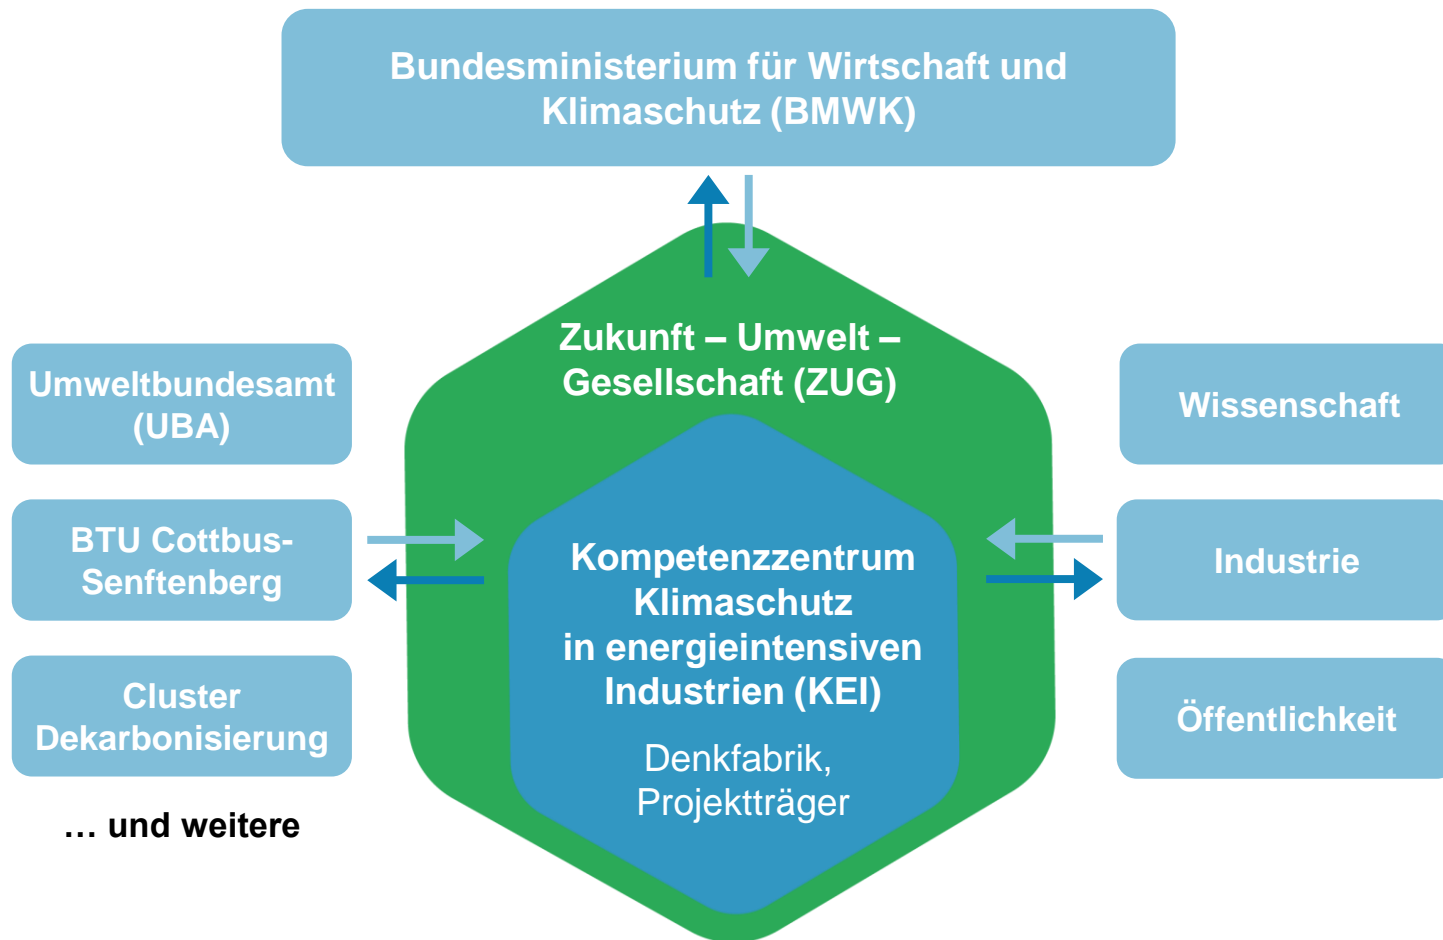 Bundesministerium für Wirtschaft und
Klimaschutz (BMWK)
Zukunft – Umwelt –
Gesellschaft (ZUG)
Umweltbundesamt
(UBA)
BTU Cottbus-
Senftenberg
Cluster
Dekarbonisierung
... und weitere
Kompetenzzentrum
Klimaschutz
in energieintensiven
Industrien (KEI)
Denkfabrik,
Projektträger
Wissenschaft
Industrie
Öffentlichkeit